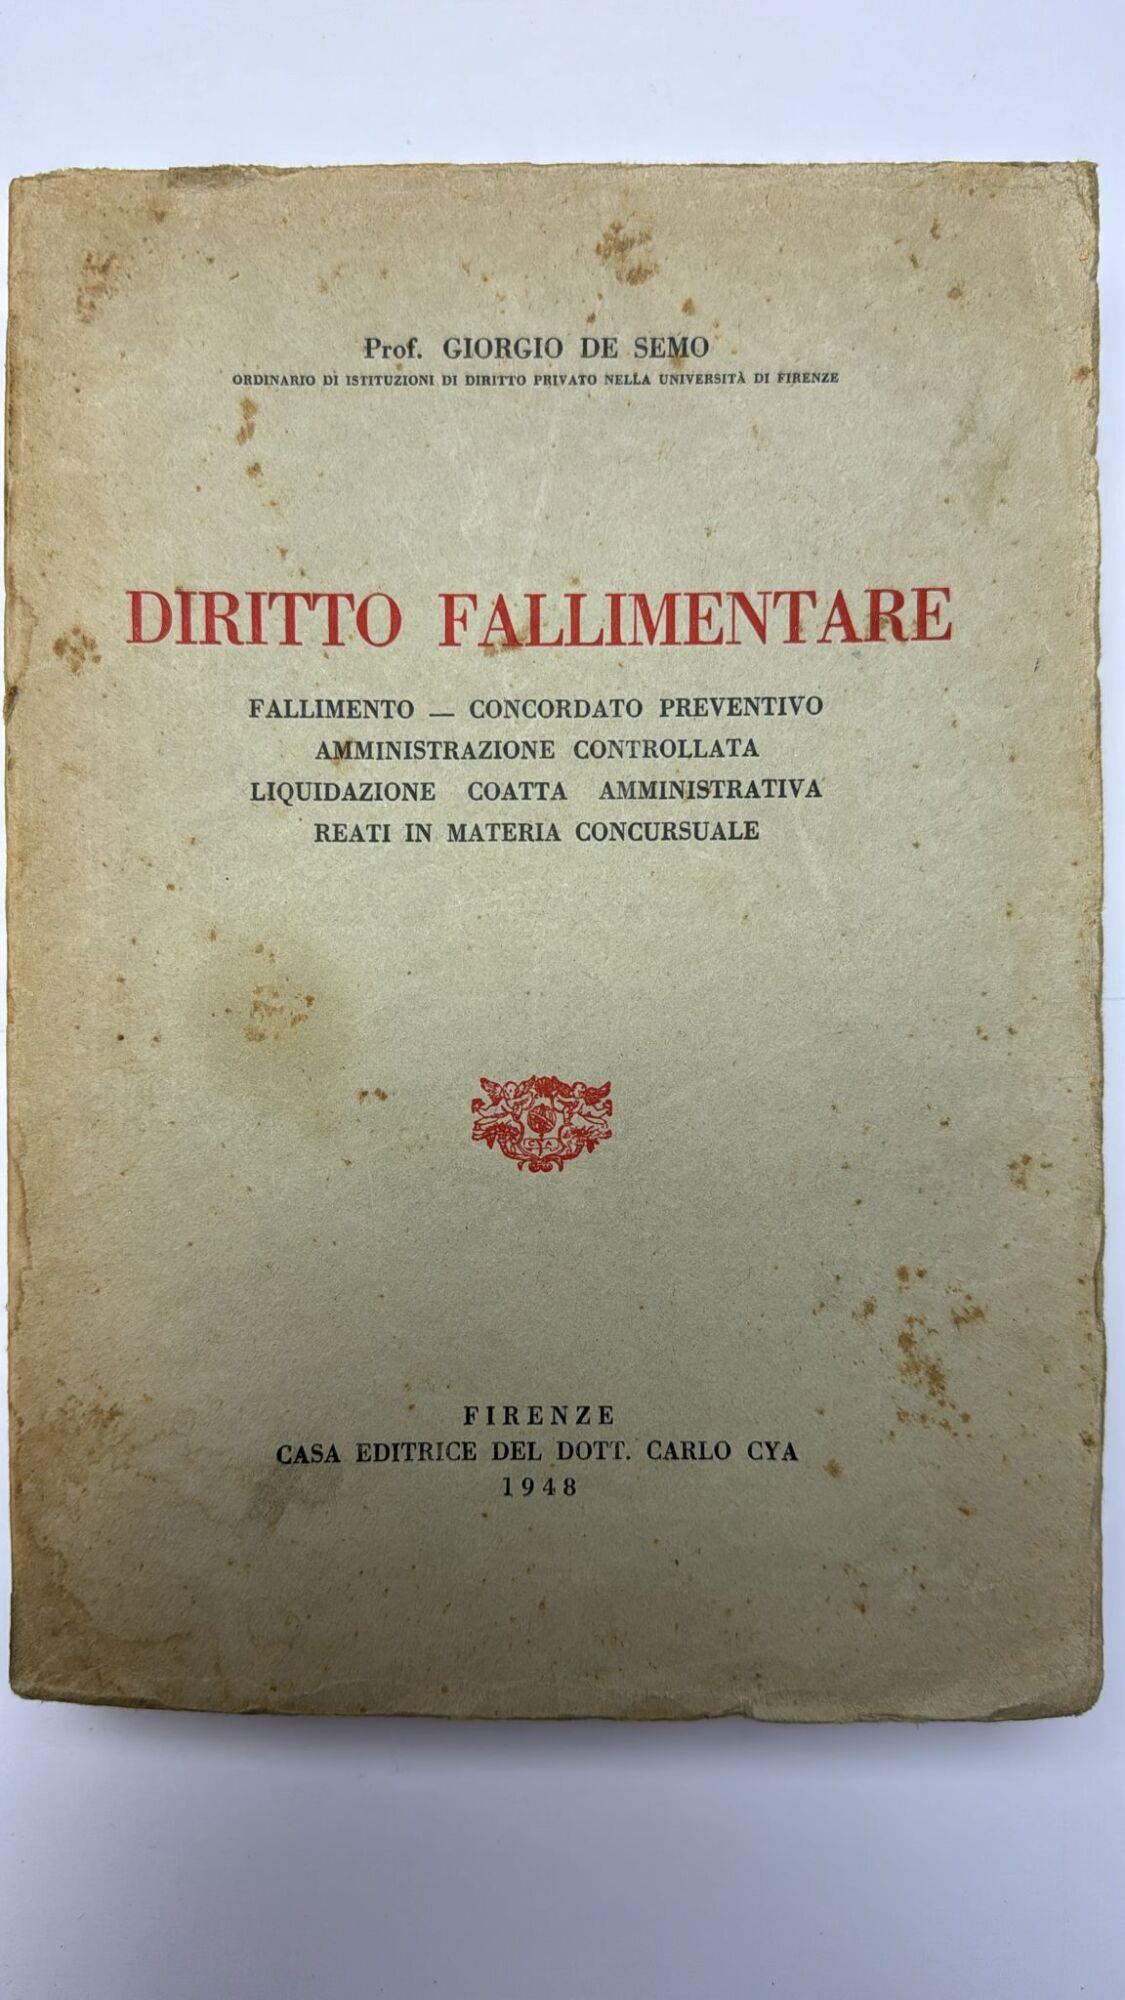 Prof. GIORGIO DE SEMO
ORDINARIO DI ISTITUZIONI DI DIRITTO PRIVATO NELLA UNIVERSITÀ DI FIRENZE
DIRITTO FALLIMENTARE
FALLIMENTO — CONCORDATO PREVENTIVO
AMMINISTRAZIONE CONTROLLATA
LIQUIDAZIONE COATTA AMMINISTRATIVA
REATI IN MATERIA CONCURSUALE
CYA
FIRENZE
CASA EDITRICE DEL DOTT. CARLO CYA
1948